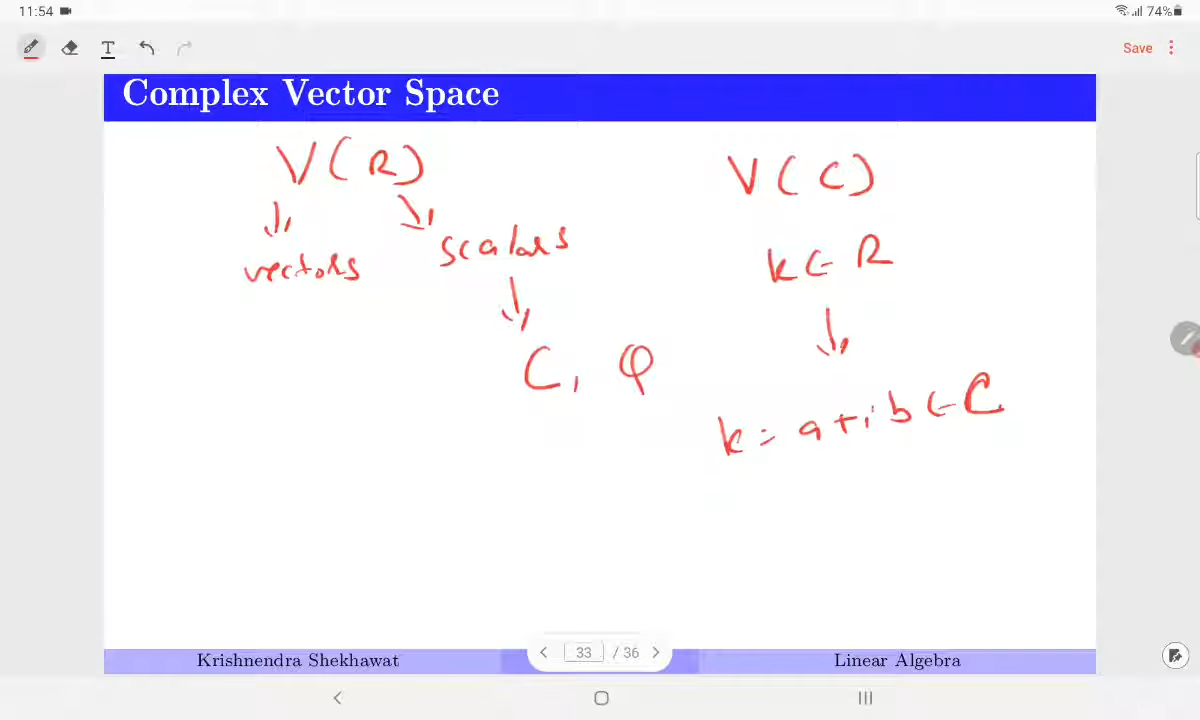 11:54 74%
T Save
Complex Vector Space
V(R)
vectors scalars
C, Q
V(C)
k ∈ R
k = a+ib ∈ C
33 / 36
Krishnendra Shekhawat Linear Algebra